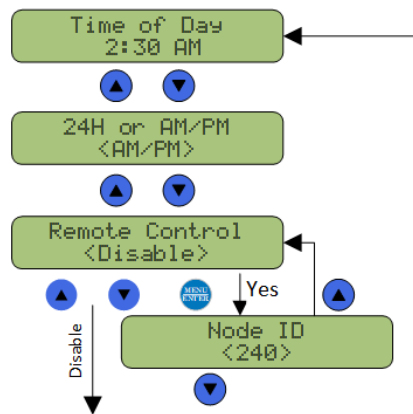 Time of Day
2:30 AM
24H or AM/PM
<AM/PM>
Remote Control
<Disable>
MENU
ENTER
Yes
Disable
Node ID
<240>